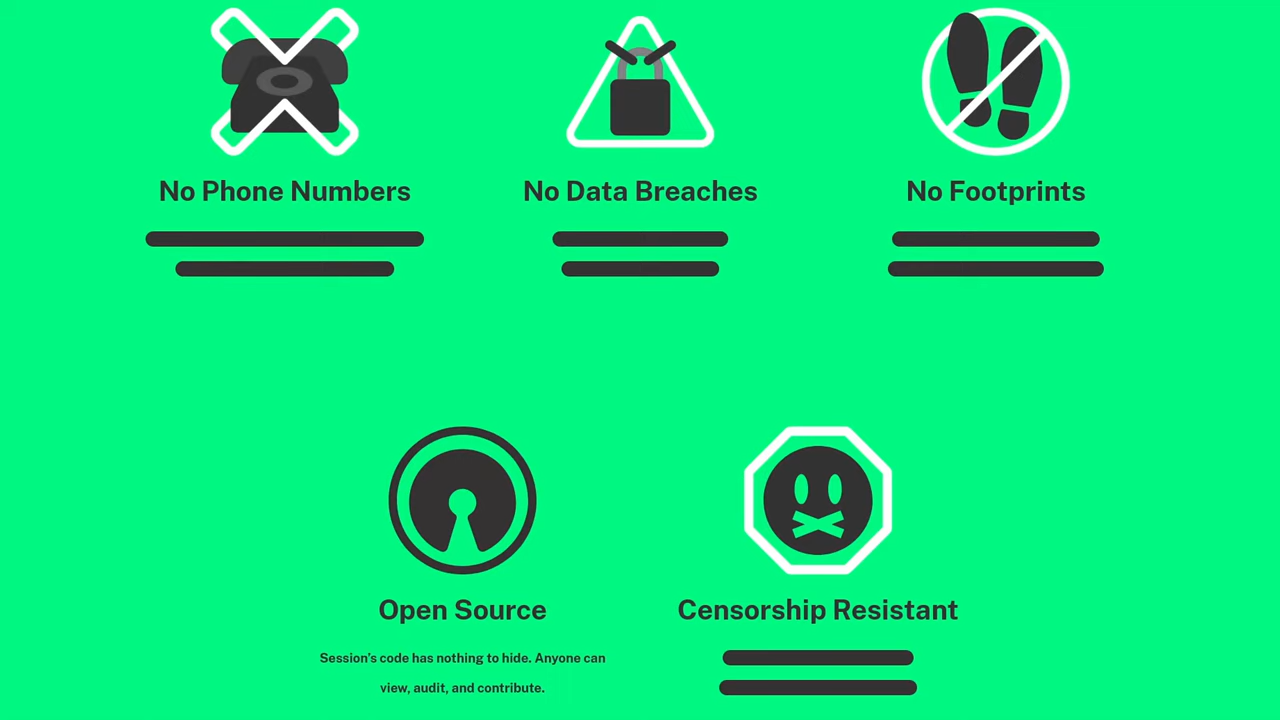 No Phone Numbers
No Data Breaches
No Footprints
Open Source
Censorship Resistant
Session's code has nothing to hide. Anyone can
view, audit, and contribute.